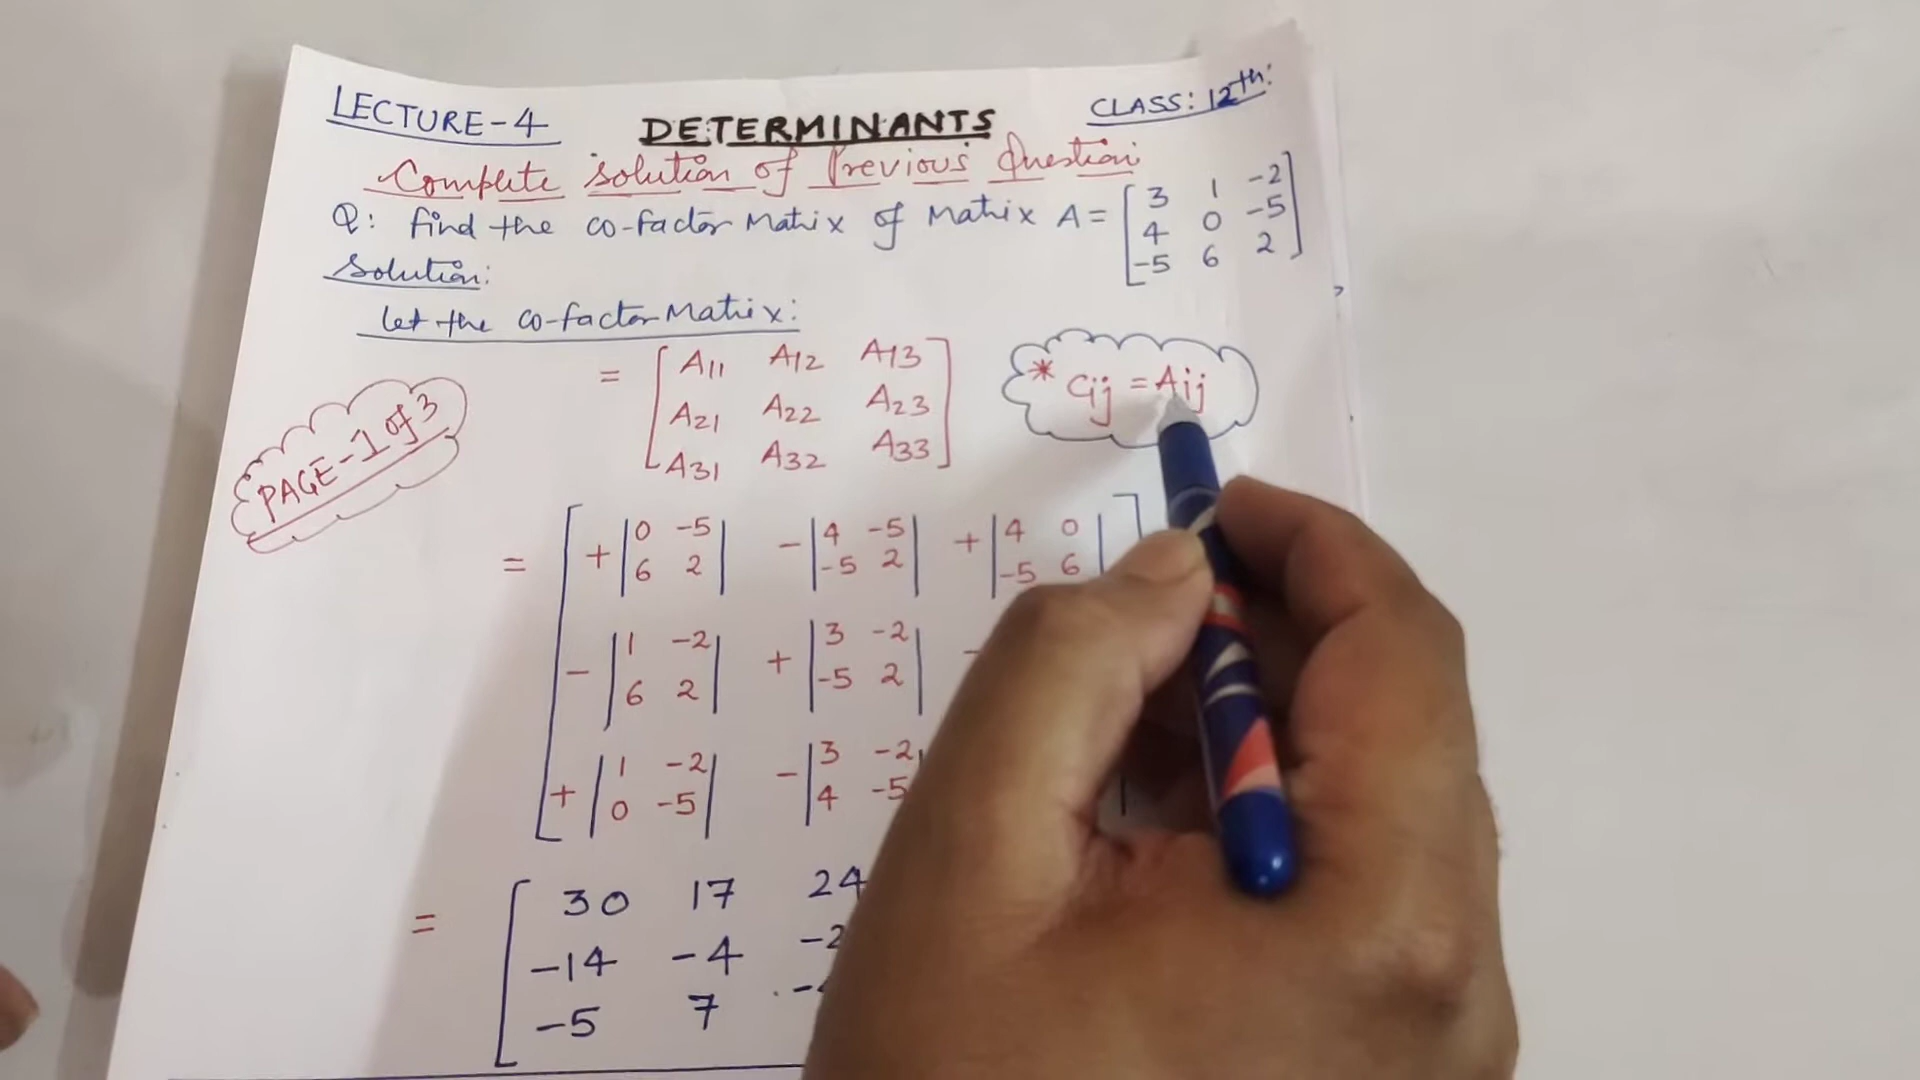 LECTURE-4 DETERMINANTS CLASS: 12th:
Complete solution of Previous Question
Q: find the co-factor Matrix of Matrix A = [3 1 -2
4 0 -5
-5 6 2]
Solution:
let the co-factor Matrix:
= [A11 A12 A13
A21 A22 A23
A31 A32 A33]
* Cij = Aij
PAGE-1 of 3
= [+|0 -5 -|4 -5 +|4 0
6 2| -5 2| -5 6|
-|1 -2 +|3 -2 -
6 2| -5 2|
+|1 -2 -|3 -2
0 -5| 4 -5
= [30 17 24
-14 -4 -2
-5 7 -4